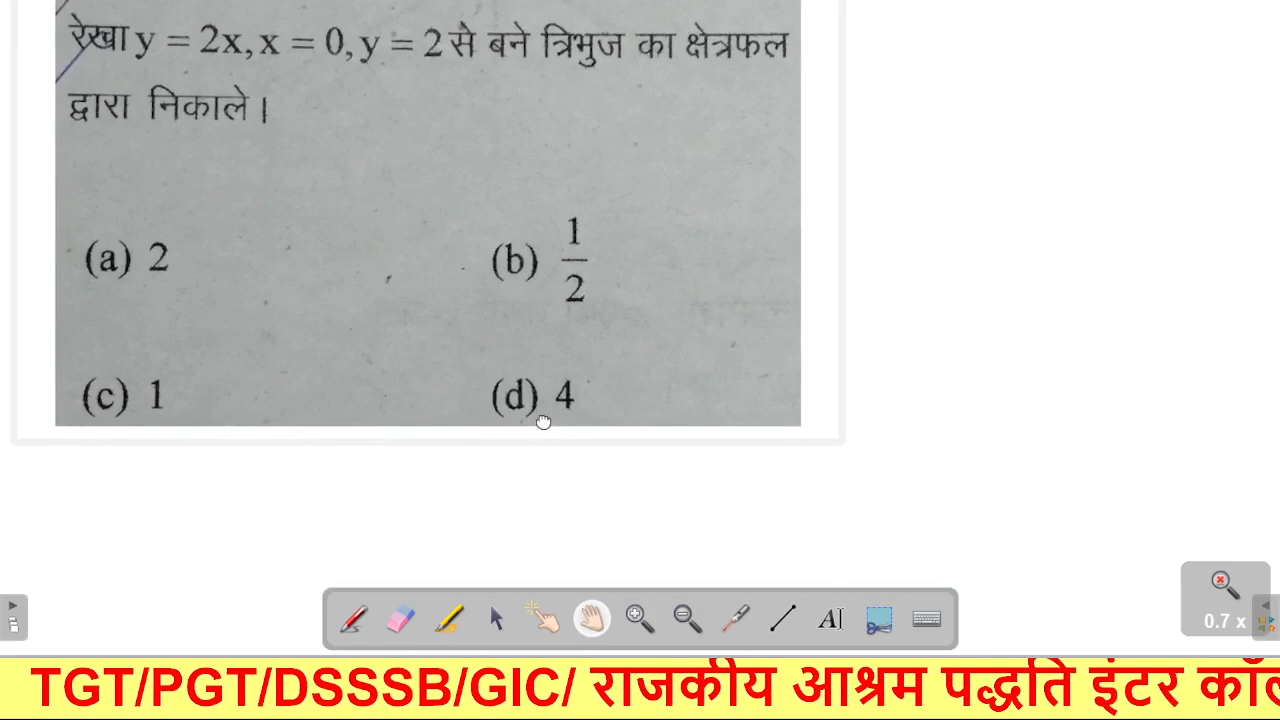 रेखा y = 2x, x = 0, y = 2 से बने त्रिभुज का क्षेत्रफल
द्वारा निकाले।
(a) 2
(b) 1/2
(c) 1
(d) 4
0.7 x
TGT/PGT/DSSSB/GIC/ राजकीय आश्रम पद्धति इंटर